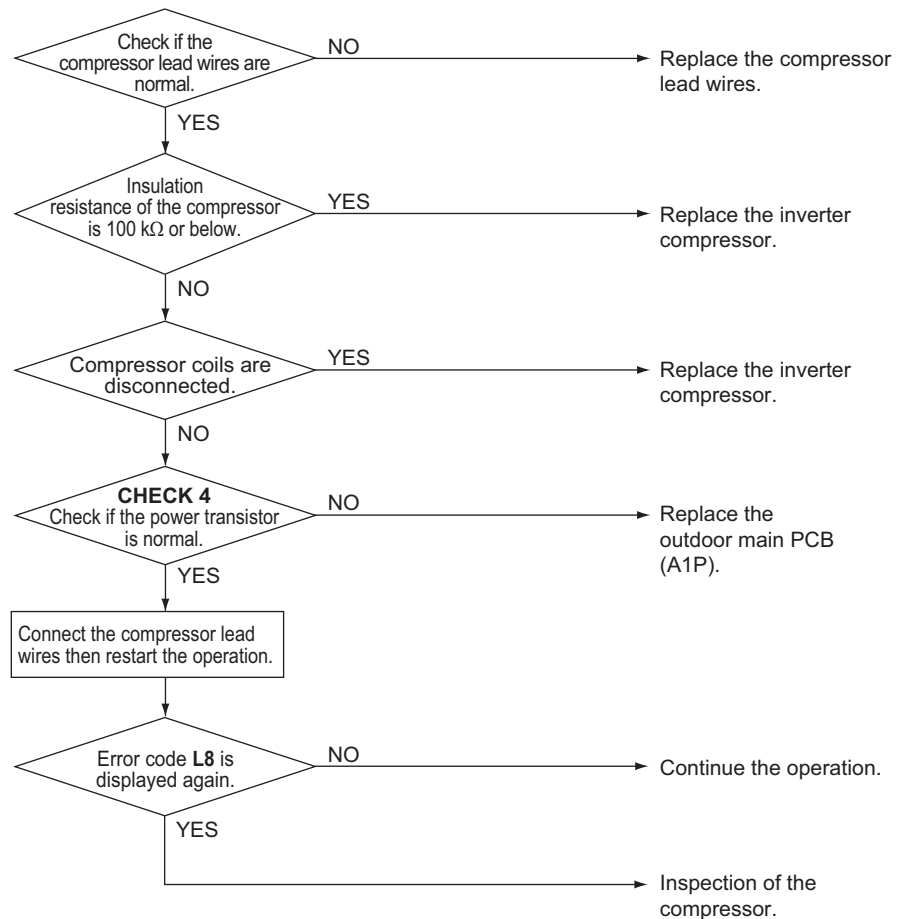 Check if the
compressor lead wires are
normal.
NO
Replace the compressor
lead wires.
YES
Insulation
resistance of the compressor
is 100 kΩ or below.
YES
Replace the inverter
compressor.
NO
Compressor coils are
disconnected.
YES
Replace the inverter
compressor.
NO
CHECK 4
Check if the power transistor
is normal.
NO
Replace the
outdoor main PCB
(A1P).
YES
Connect the compressor lead
wires then restart the operation.
Error code L8 is
displayed again.
NO
Continue the operation.
YES
Inspection of the
compressor.